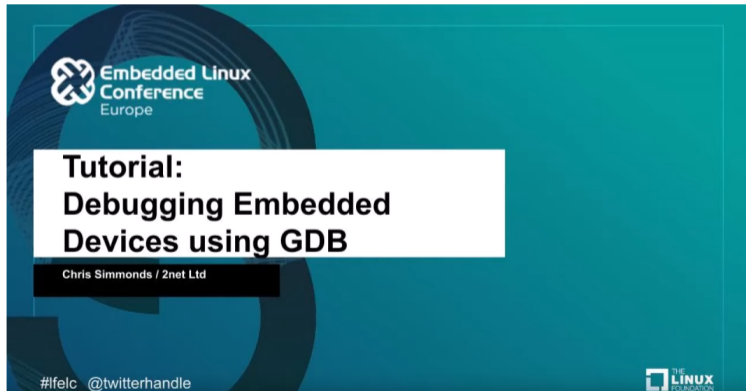 Embedded Linux
Conference
Europe
Tutorial:
Debugging Embedded
Devices using GDB
Chris Simmonds / 2net Ltd
#lfelc @twitterhandle
THE
LINUX
FOUNDATION